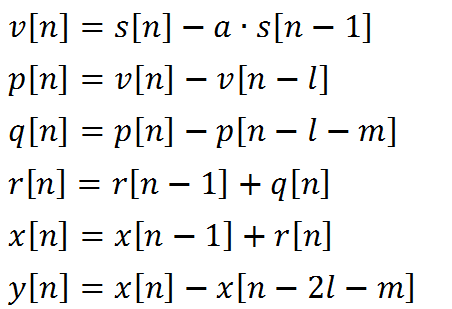 v[n] = s[n] − a · s[n − 1]
p[n] = v[n] − v[n − l]
q[n] = p[n] − p[n − l − m]
r[n] = r[n − 1] + q[n]
x[n] = x[n − 1] + r[n]
y[n] = x[n] − x[n − 2l − m]